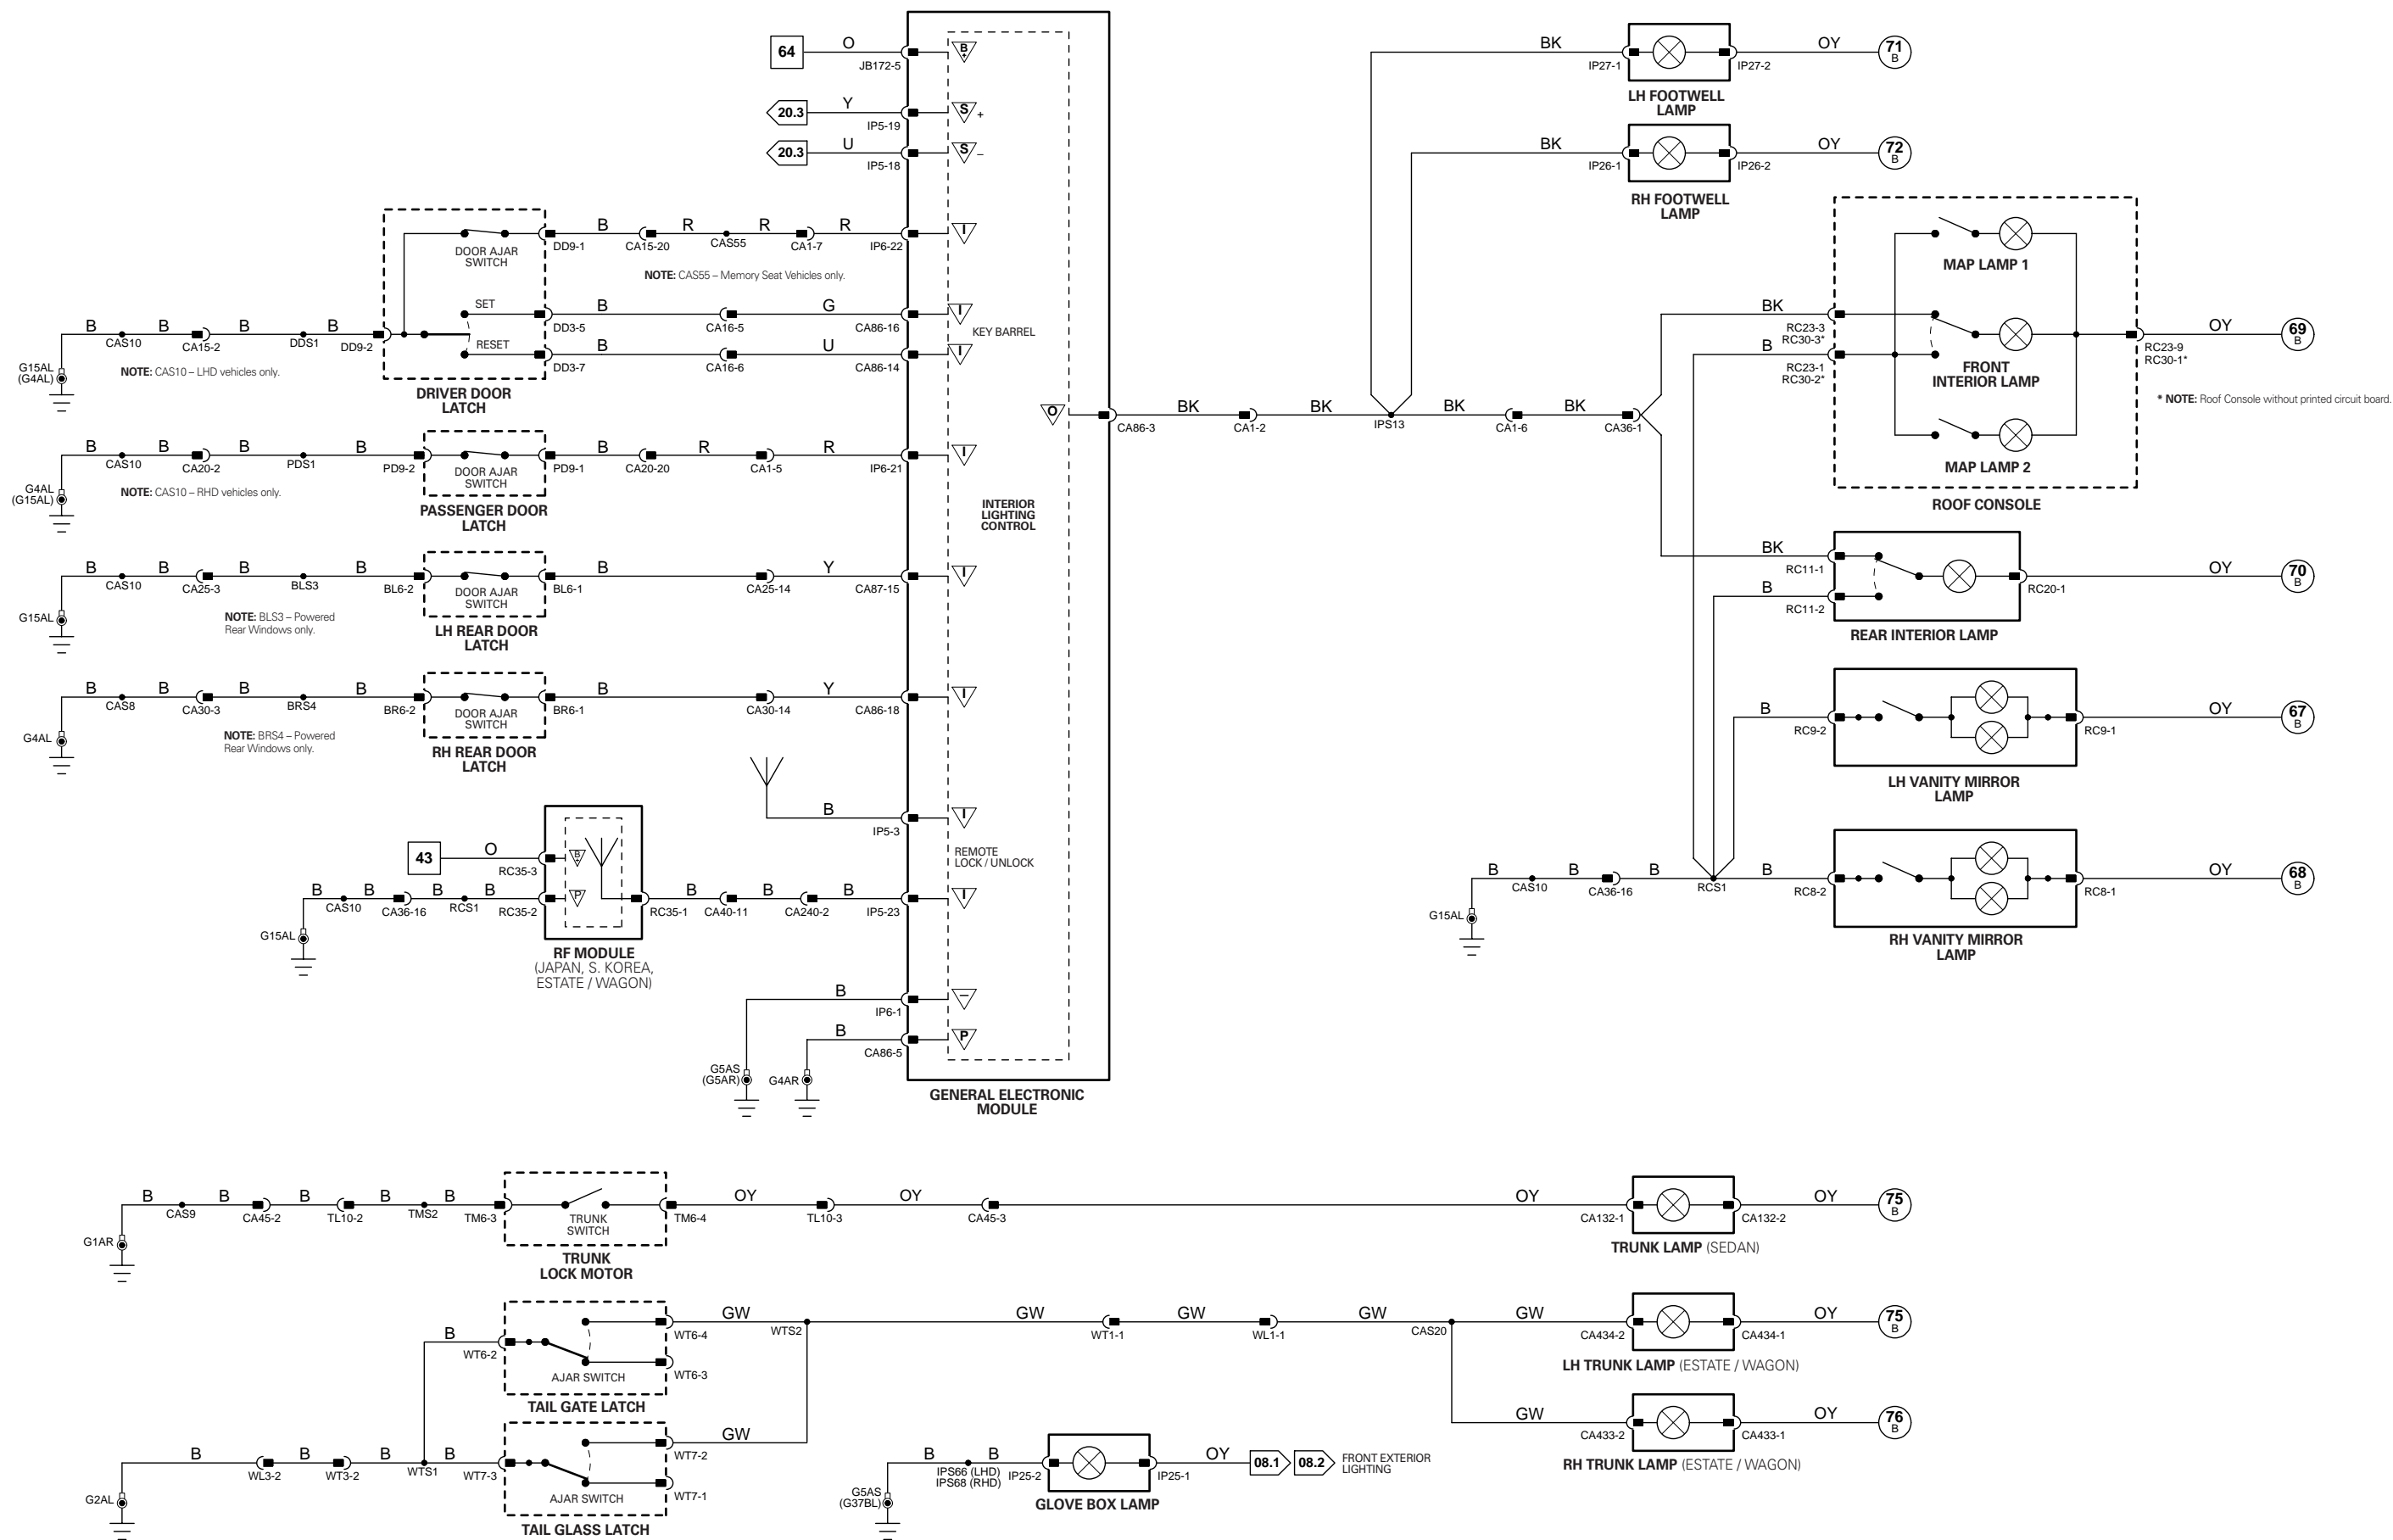 64
O
JB172-5
B
+
20.3
Y
IP5-19
S
+
20.3
U
IP5-18
S
–
DOOR AJAR
SWITCH
DD9-1
B
CA15-20
R
CAS55
R
CA1-7
R
IP6-22
I
NOTE: CAS55 – Memory Seat Vehicles only.
SET
DD3-5
B
CA16-5
G
CA86-16
I
KEY BARREL
RESET
DD3-7
B
CA16-6
U
CA86-14
I
G15AL
(G4AL)
B
CAS10
B
CA15-2
B
DDS1
B
DD9-2
NOTE: CAS10 – LHD vehicles only.
DRIVER DOOR
LATCH
G4AL
(G15AL)
B
CAS10
B
CA20-2
B
PDS1
B
PD9-2
DOOR AJAR
SWITCH
PD9-1
B
CA20-20
R
CA1-5
R
IP6-21
I
NOTE: CAS10 – RHD vehicles only.
PASSENGER DOOR
LATCH
INTERIOR
LIGHTING
CONTROL
G15AL
B
CAS10
B
CA25-3
B
BLS3
B
BL6-2
DOOR AJAR
SWITCH
BL6-1
B
CA25-14
Y
CA87-15
I
NOTE: BLS3 – Powered
Rear Windows only.
LH REAR DOOR
LATCH
G4AL
B
CAS8
B
CA30-3
B
BRS4
B
BR6-2
DOOR AJAR
SWITCH
BR6-1
B
CA30-14
Y
CA86-18
I
NOTE: BRS4 – Powered
Rear Windows only.
RH REAR DOOR
LATCH
B
IP5-3
I
REMOTE
LOCK / UNLOCK
43
O
RC35-3
B
+
G15AL
B
CAS10
B
CA36-16
B
RCS1
B
RC35-2
P
RC35-1
B
CA40-11
B
CA240-2
B
IP5-23
I
RF MODULE
(JAPAN, S. KOREA,
ESTATE / WAGON)
B
IP6-1
–
G5AS
(G5AR)
B
CA86-5
P
G4AR
GENERAL ELECTRONIC
MODULE
O
CA86-3
BK
CA1-2
BK
IPS13
BK
CA1-6
BK
CA36-1
BK
IP27-1
IP27-2
OY
71
B
LH FOOTWELL
LAMP
BK
IP26-1
IP26-2
OY
72
B
RH FOOTWELL
LAMP
MAP LAMP 1
BK
RC23-3
RC30-3*
B
RC23-1
RC30-2*
FRONT
INTERIOR LAMP
RC23-9
RC30-1*
OY
69
B
* NOTE: Roof Console without printed circuit board.
MAP LAMP 2
ROOF CONSOLE
BK
RC11-1
B
RC11-2
RC20-1
OY
70
B
REAR INTERIOR LAMP
B
RC9-2
RC9-1
OY
67
B
LH VANITY MIRROR
LAMP
G15AL
B
CAS10
B
CA36-16
B
RCS1
B
RC8-2
RC8-1
OY
68
B
RH VANITY MIRROR
LAMP
G1AR
B
CAS9
B
CA45-2
B
TL10-2
B
TMS2
B
TM6-3
TRUNK
SWITCH
TM6-4
OY
TL10-3
OY
CA45-3
OY
CA132-1
CA132-2
OY
75
B
TRUNK
LOCK MOTOR
TRUNK LAMP (SEDAN)
B
WT6-2
AJAR SWITCH
WT6-4
WT6-3
GW
WTS2
GW
WT1-1
GW
WL1-1
GW
CAS20
GW
CA434-2
CA434-1
OY
75
B
TAIL GATE LATCH
LH TRUNK LAMP (ESTATE / WAGON)
G2AL
B
WL3-2
B
WT3-2
B
WTS1
B
WT7-3
AJAR SWITCH
WT7-2
WT7-1
GW
TAIL GLASS LATCH
GW
CA433-2
CA433-1
OY
76
B
RH TRUNK LAMP (ESTATE / WAGON)
G5AS
(G37BL)
B
IPS66 (LHD)
IPS68 (RHD)
B
IP25-2
IP25-1
OY
08.1
08.2
FRONT EXTERIOR
LIGHTING
GLOVE BOX LAMP